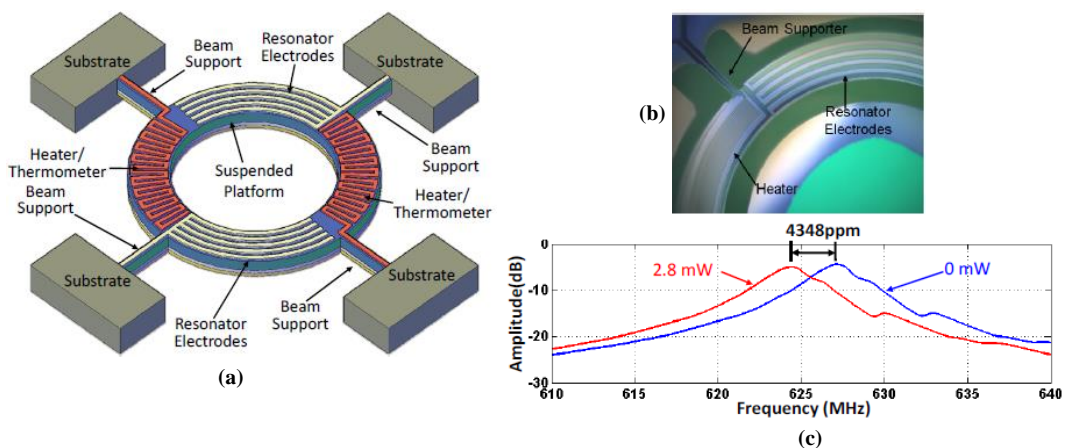 Substrate
Beam
Support
Resonator
Electrodes
Substrate
Heater/
Thermometer
Beam
Support
Suspended
Platform
Beam
Support
Heater/
Thermometer
Substrate
Resonator
Electrodes
Beam
Support
Substrate
(a)
(b)
Beam Supporter
Resonator
Electrodes
Heater
4348ppm
2.8 mW
0 mW
Amplitude(dB)
0
-10
-20
-30
610 615 620 625 630 635 640
Frequency (MHz)
(c)